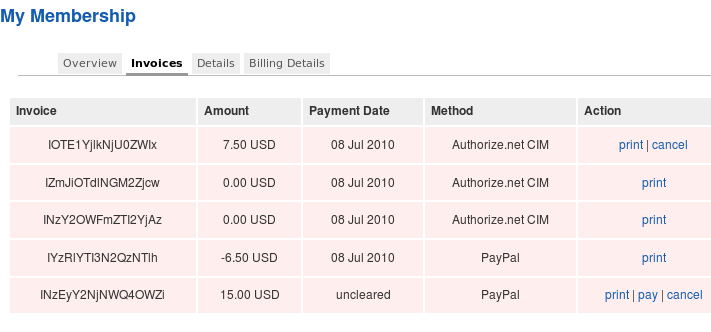 My Membership
Overview Invoices Details Billing Details
Invoice Amount Payment Date Method Action
IOTE1YjlkNjU0ZWIx 7.50 USD 08 Jul 2010 Authorize.net CIM print | cancel
IZmJiOTdlNGM2Zjcw 0.00 USD 08 Jul 2010 Authorize.net CIM print
INzY2OWFmZTI2YjAz 0.00 USD 08 Jul 2010 Authorize.net CIM print
IYzRlYTI3N2QzNTlh -6.50 USD 08 Jul 2010 PayPal print
INzEyY2NjNWQ4OWZi 15.00 USD uncleared PayPal print | pay | cancel